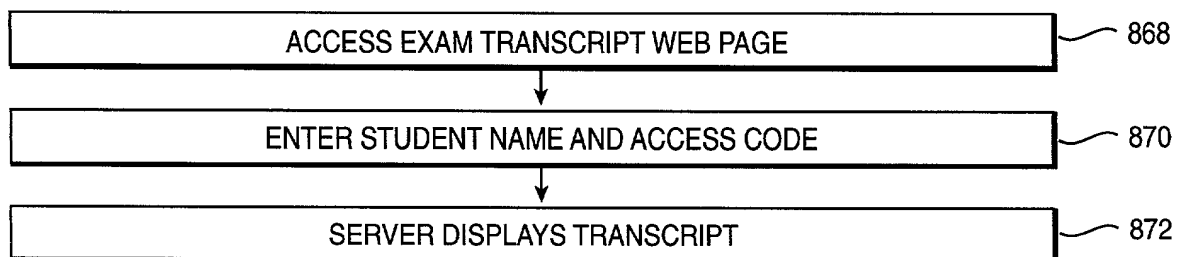 ACCESS EXAM TRANSCRIPT WEB PAGE 868
ENTER STUDENT NAME AND ACCESS CODE 870
SERVER DISPLAYS TRANSCRIPT 872